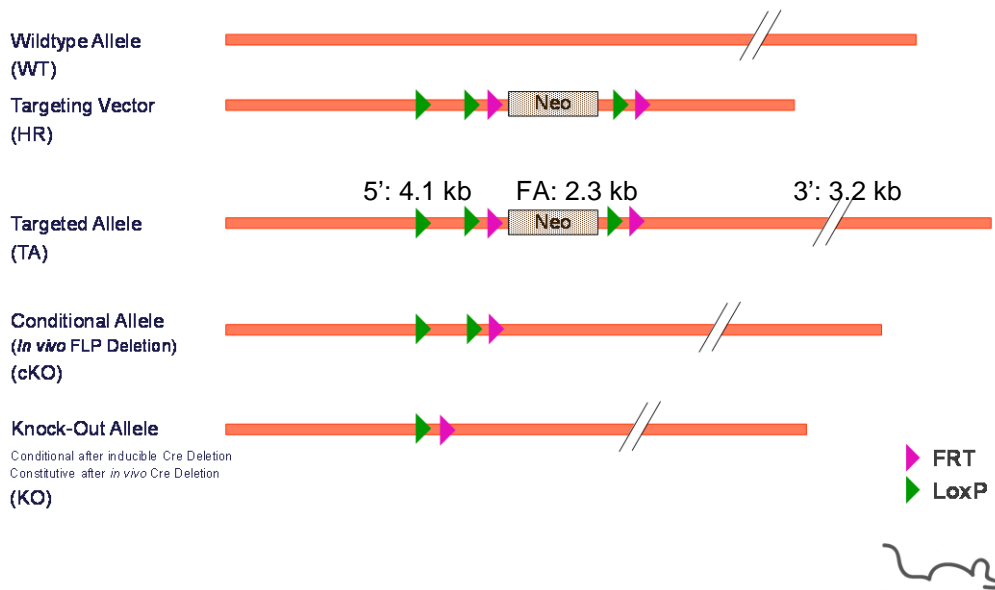 Wildtype Allele
(WT)
Targeting Vector
(HR)
Neo
5’: 4.1 kb FA: 2.3 kb 3’: 3.2 kb
Targeted Allele
(TA)
Neo
Conditional Allele
(In vivo FLP Deletion)
(cKO)
Knock-Out Allele
Conditional after inducible Cre Deletion
Constitutive after in vivo Cre Deletion
(KO)
FRT
LoxP